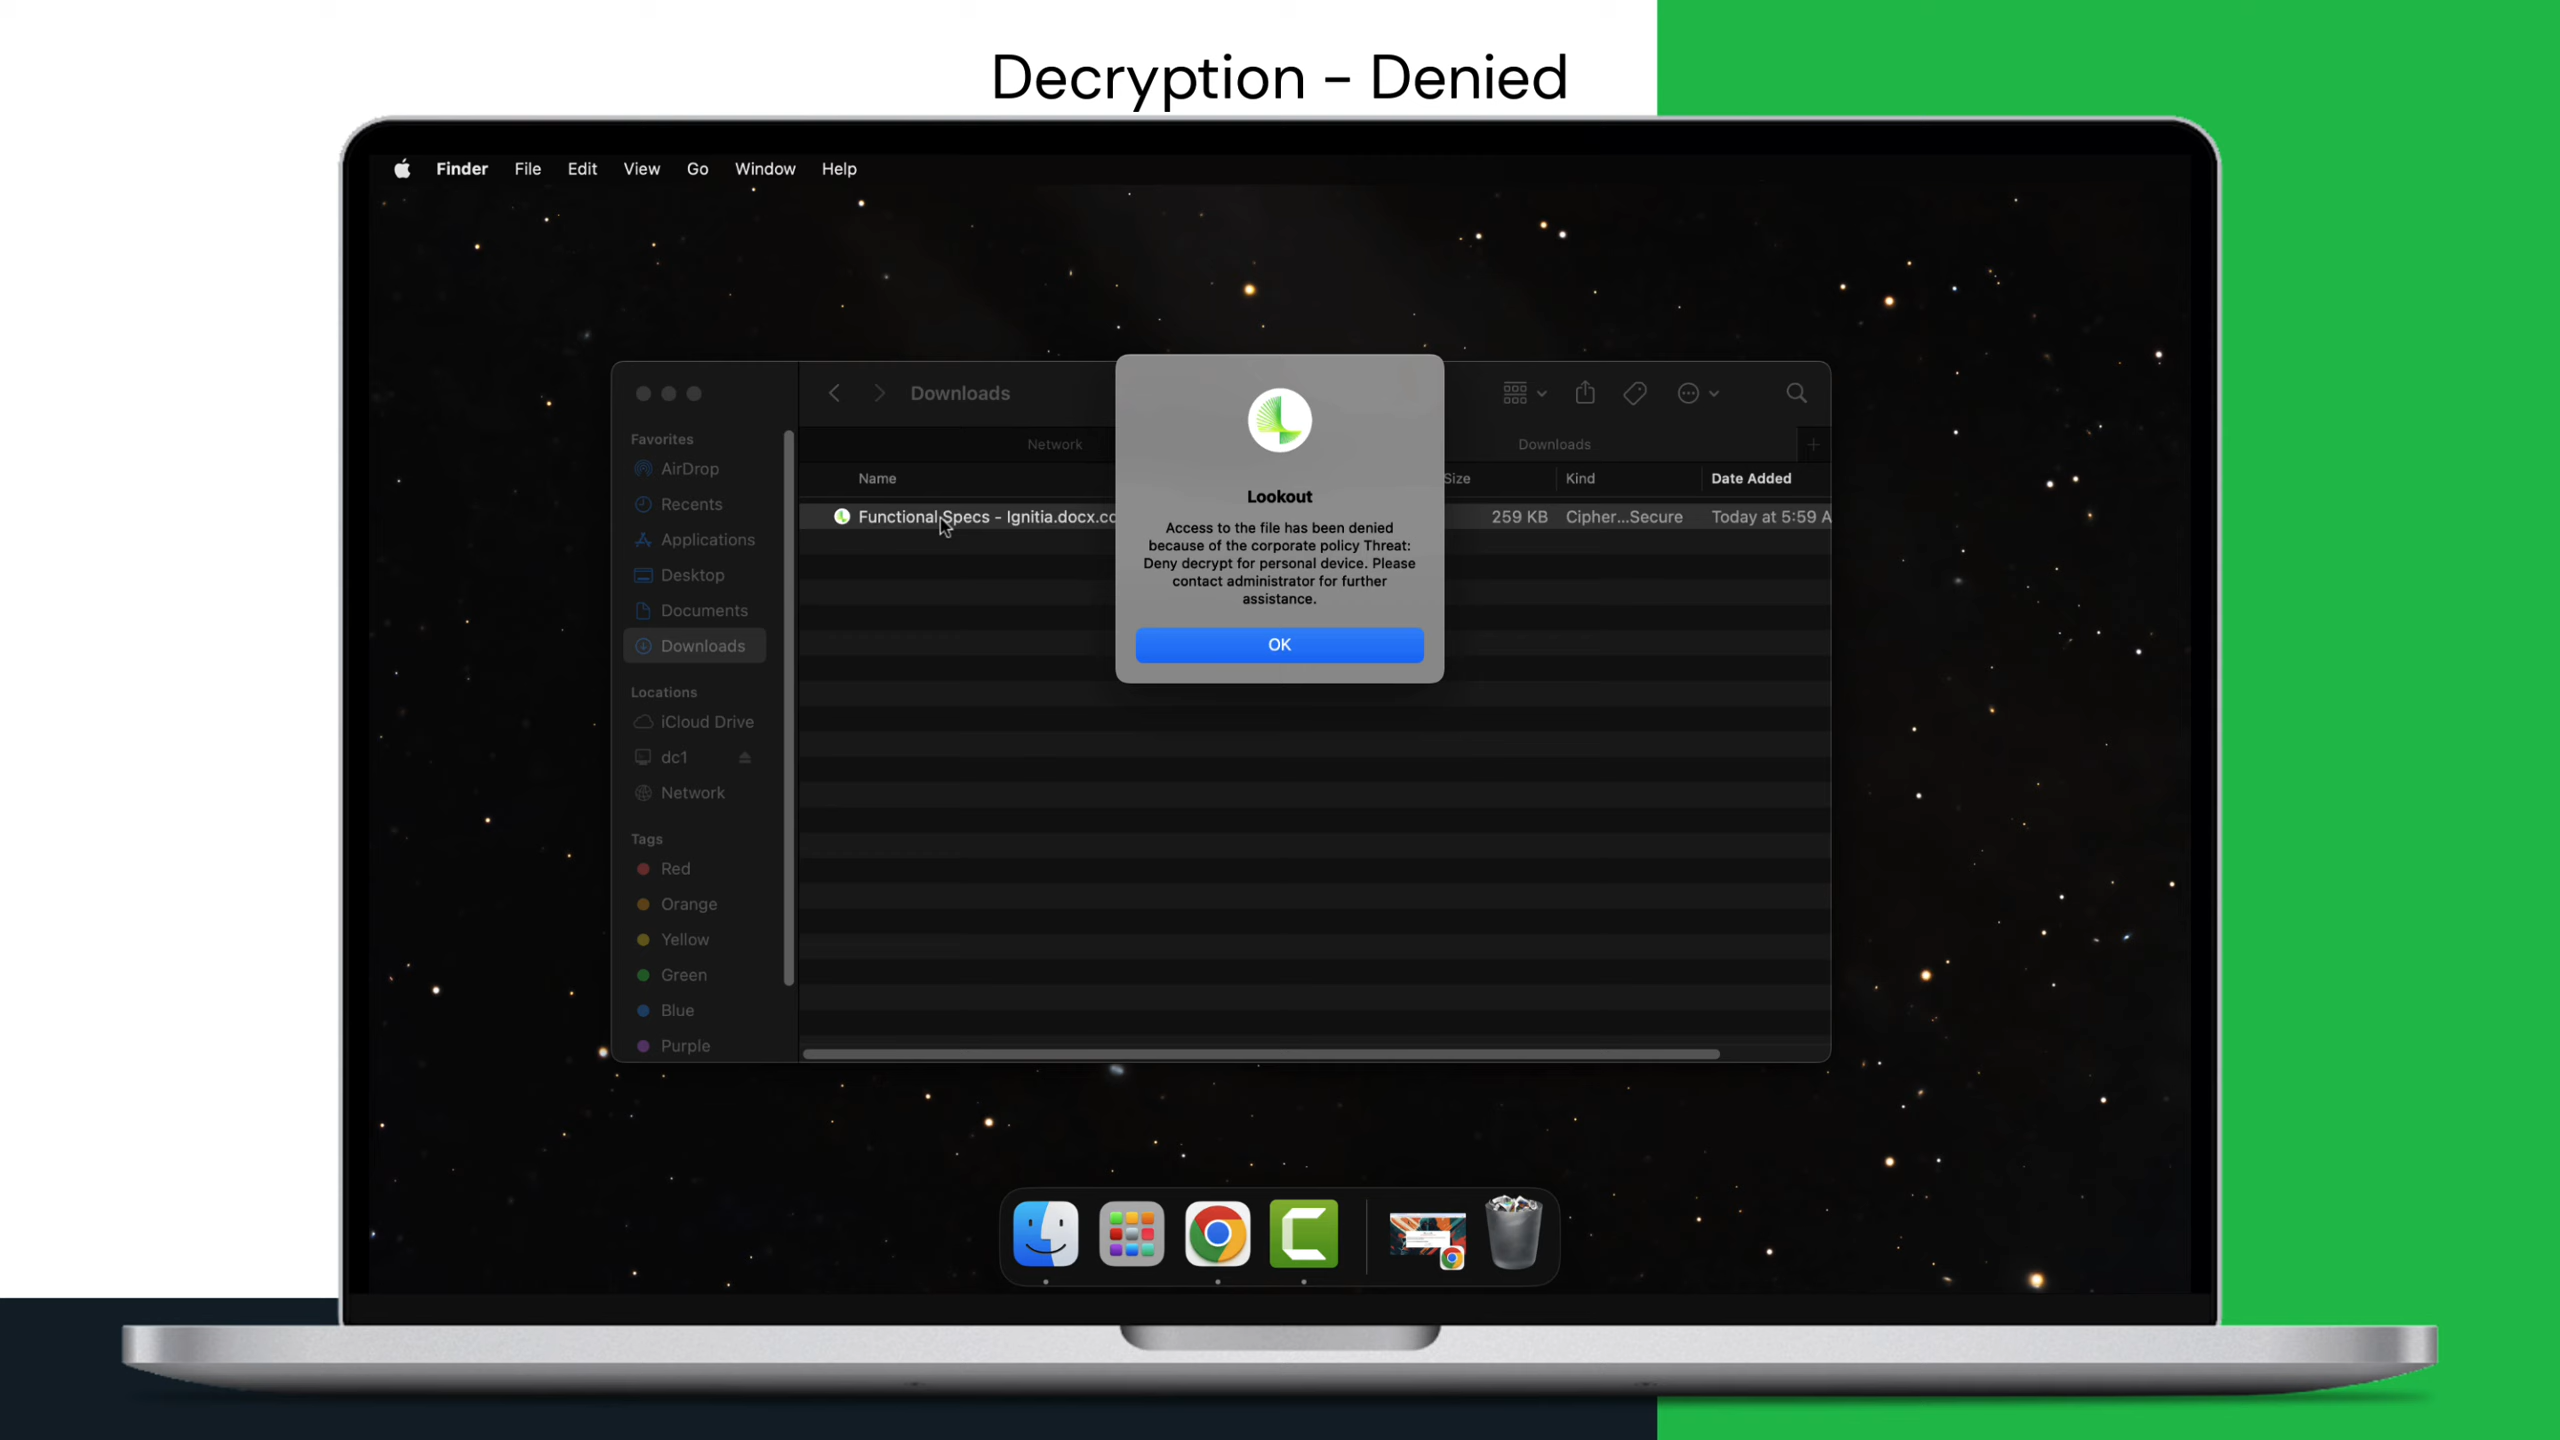 Decryption - Denied
Finder File Edit View Go Window Help
Downloads
Favorites
AirDrop
Recents
Applications
Desktop
Documents
Downloads
Locations
iCloud Drive
dc1
Network
Tags
Red
Orange
Yellow
Green
Blue
Purple
Network Downloads
Name Size Kind Date Added
Functional Specs - Ignitia.docx.cc 259 KB Cipher...Secure Today at 5:59 A
Lookout
Access to the file has been denied
because of the corporate policy Threat:
Deny decrypt for personal device. Please
contact administrator for further
assistance.
OK